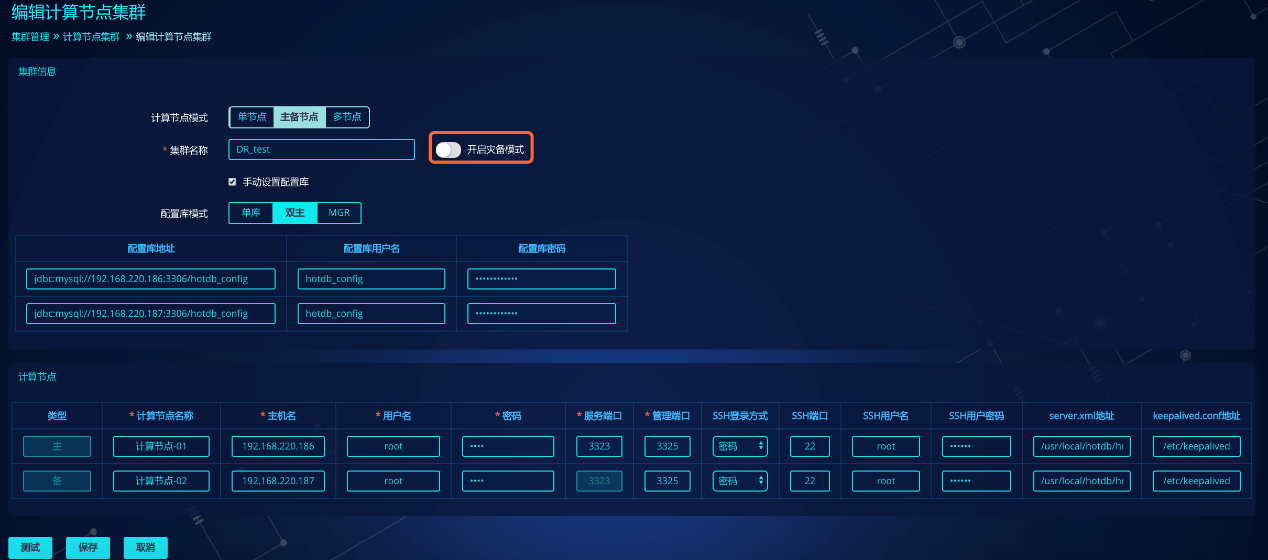 编辑计算节点集群
集群管理 » 计算节点集群 » 编辑计算节点集群
集群信息
计算节点模式 单节点 主备节点 多节点
* 集群名称 DR_test 开启灾备模式
手动设置配置库
配置库模式 单库 双主 MGR
配置库地址 配置库用户名 配置库密码
jdbc:mysql://192.168.220.186:3306/hotdb_config hotdb_config ••••••••••••
jdbc:mysql://192.168.220.187:3306/hotdb_config hotdb_config ••••••••••••
计算节点
类型 * 计算节点名称 * 主机名 * 用户名 * 密码 * 服务端口 * 管理端口 SSH登录方式 SSH端口 SSH用户名 SSH用户密码 server.xml地址 keepalived.conf地址
主 计算节点-01 192.168.220.186 root •••• 3323 3325 密码 22 root •••••• /usr/local/hotdb/h /etc/keepalived
备 计算节点-02 192.168.220.187 root •••• 3323 3325 密码 22 root •••••• /usr/local/hotdb/h /etc/keepalived
测试 保存 取消